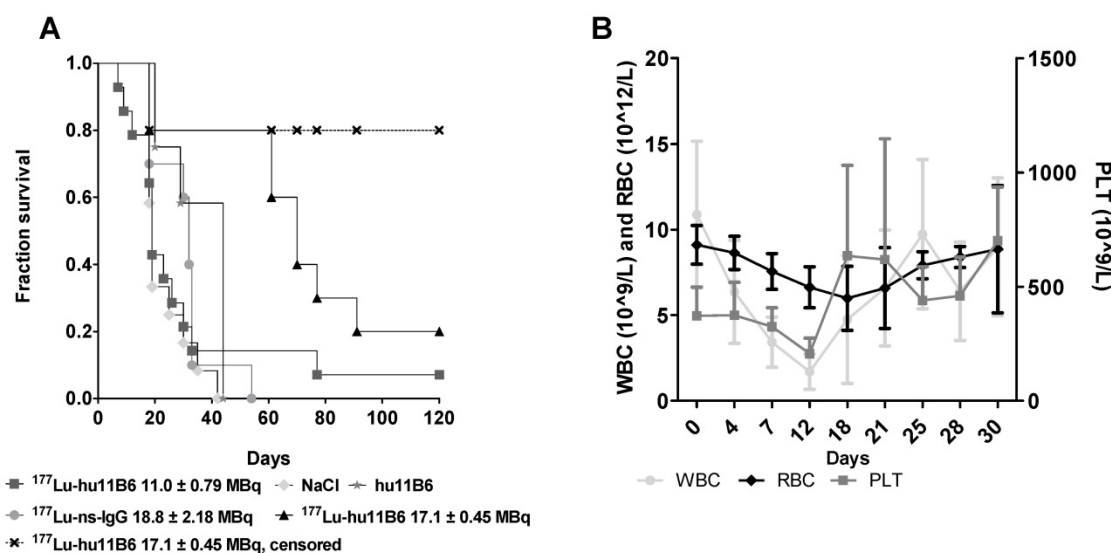 A
1.0
0.8
0.6
0.4
0.2
0.0
Fraction survival
0 20 40 60 80 100 120
Days
¹⁷⁷Lu-hu11B6 11.0 ± 0.79 MBq NaCl hu11B6
¹⁷⁷Lu-ns-IgG 18.8 ± 2.18 MBq ¹⁷⁷Lu-hu11B6 17.1 ± 0.45 MBq
¹⁷⁷Lu-hu11B6 17.1 ± 0.45 MBq, censored
B
20
15
10
5
0
WBC (10^9/L) and RBC (10^12/L)
1500
1000
500
0
PLT (10^9/L)
0 4 7 12 18 21 25 28 30
Days
WBC RBC PLT